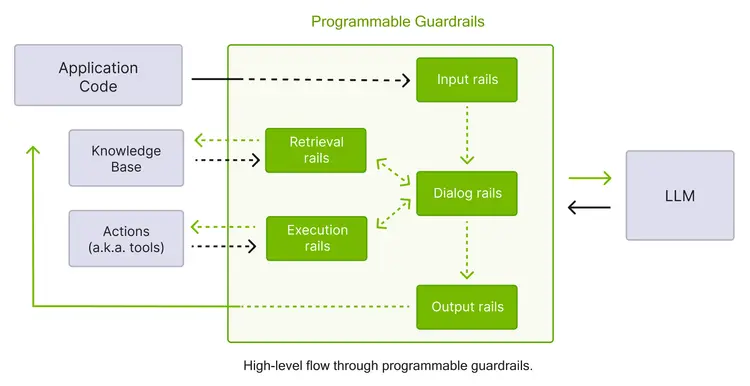 Programmable Guardrails
Application
Code
Input rails
Knowledge
Base
Retrieval
rails
Dialog rails
LLM
Actions
(a.k.a. tools)
Execution
rails
Output rails
High-level flow through programmable guardrails.